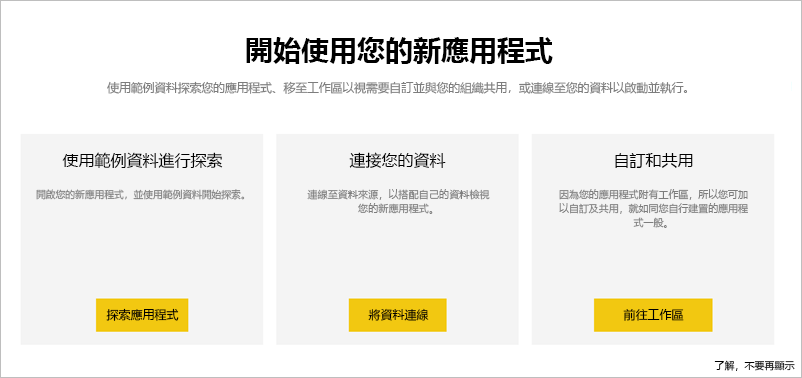 開始使用您的新應用程式
使用範例資料探索您的應用程式、移至工作區以視需要自訂並與您的組織共用，或連線至您的資料以啟動並執行。
使用範例資料進行探索
開啟您的新應用程式，並使用範例資料開始探索。
探索應用程式
連接您的資料
連線至資料來源，以搭配自己的資料檢視
您的新應用程式。
將資料連線
自訂和共用
因為您的應用程式附有工作區，所以您可加
以自訂及共用，就如同您自行建置的應用程
式一般。
前往工作區
了解，不要再顯示